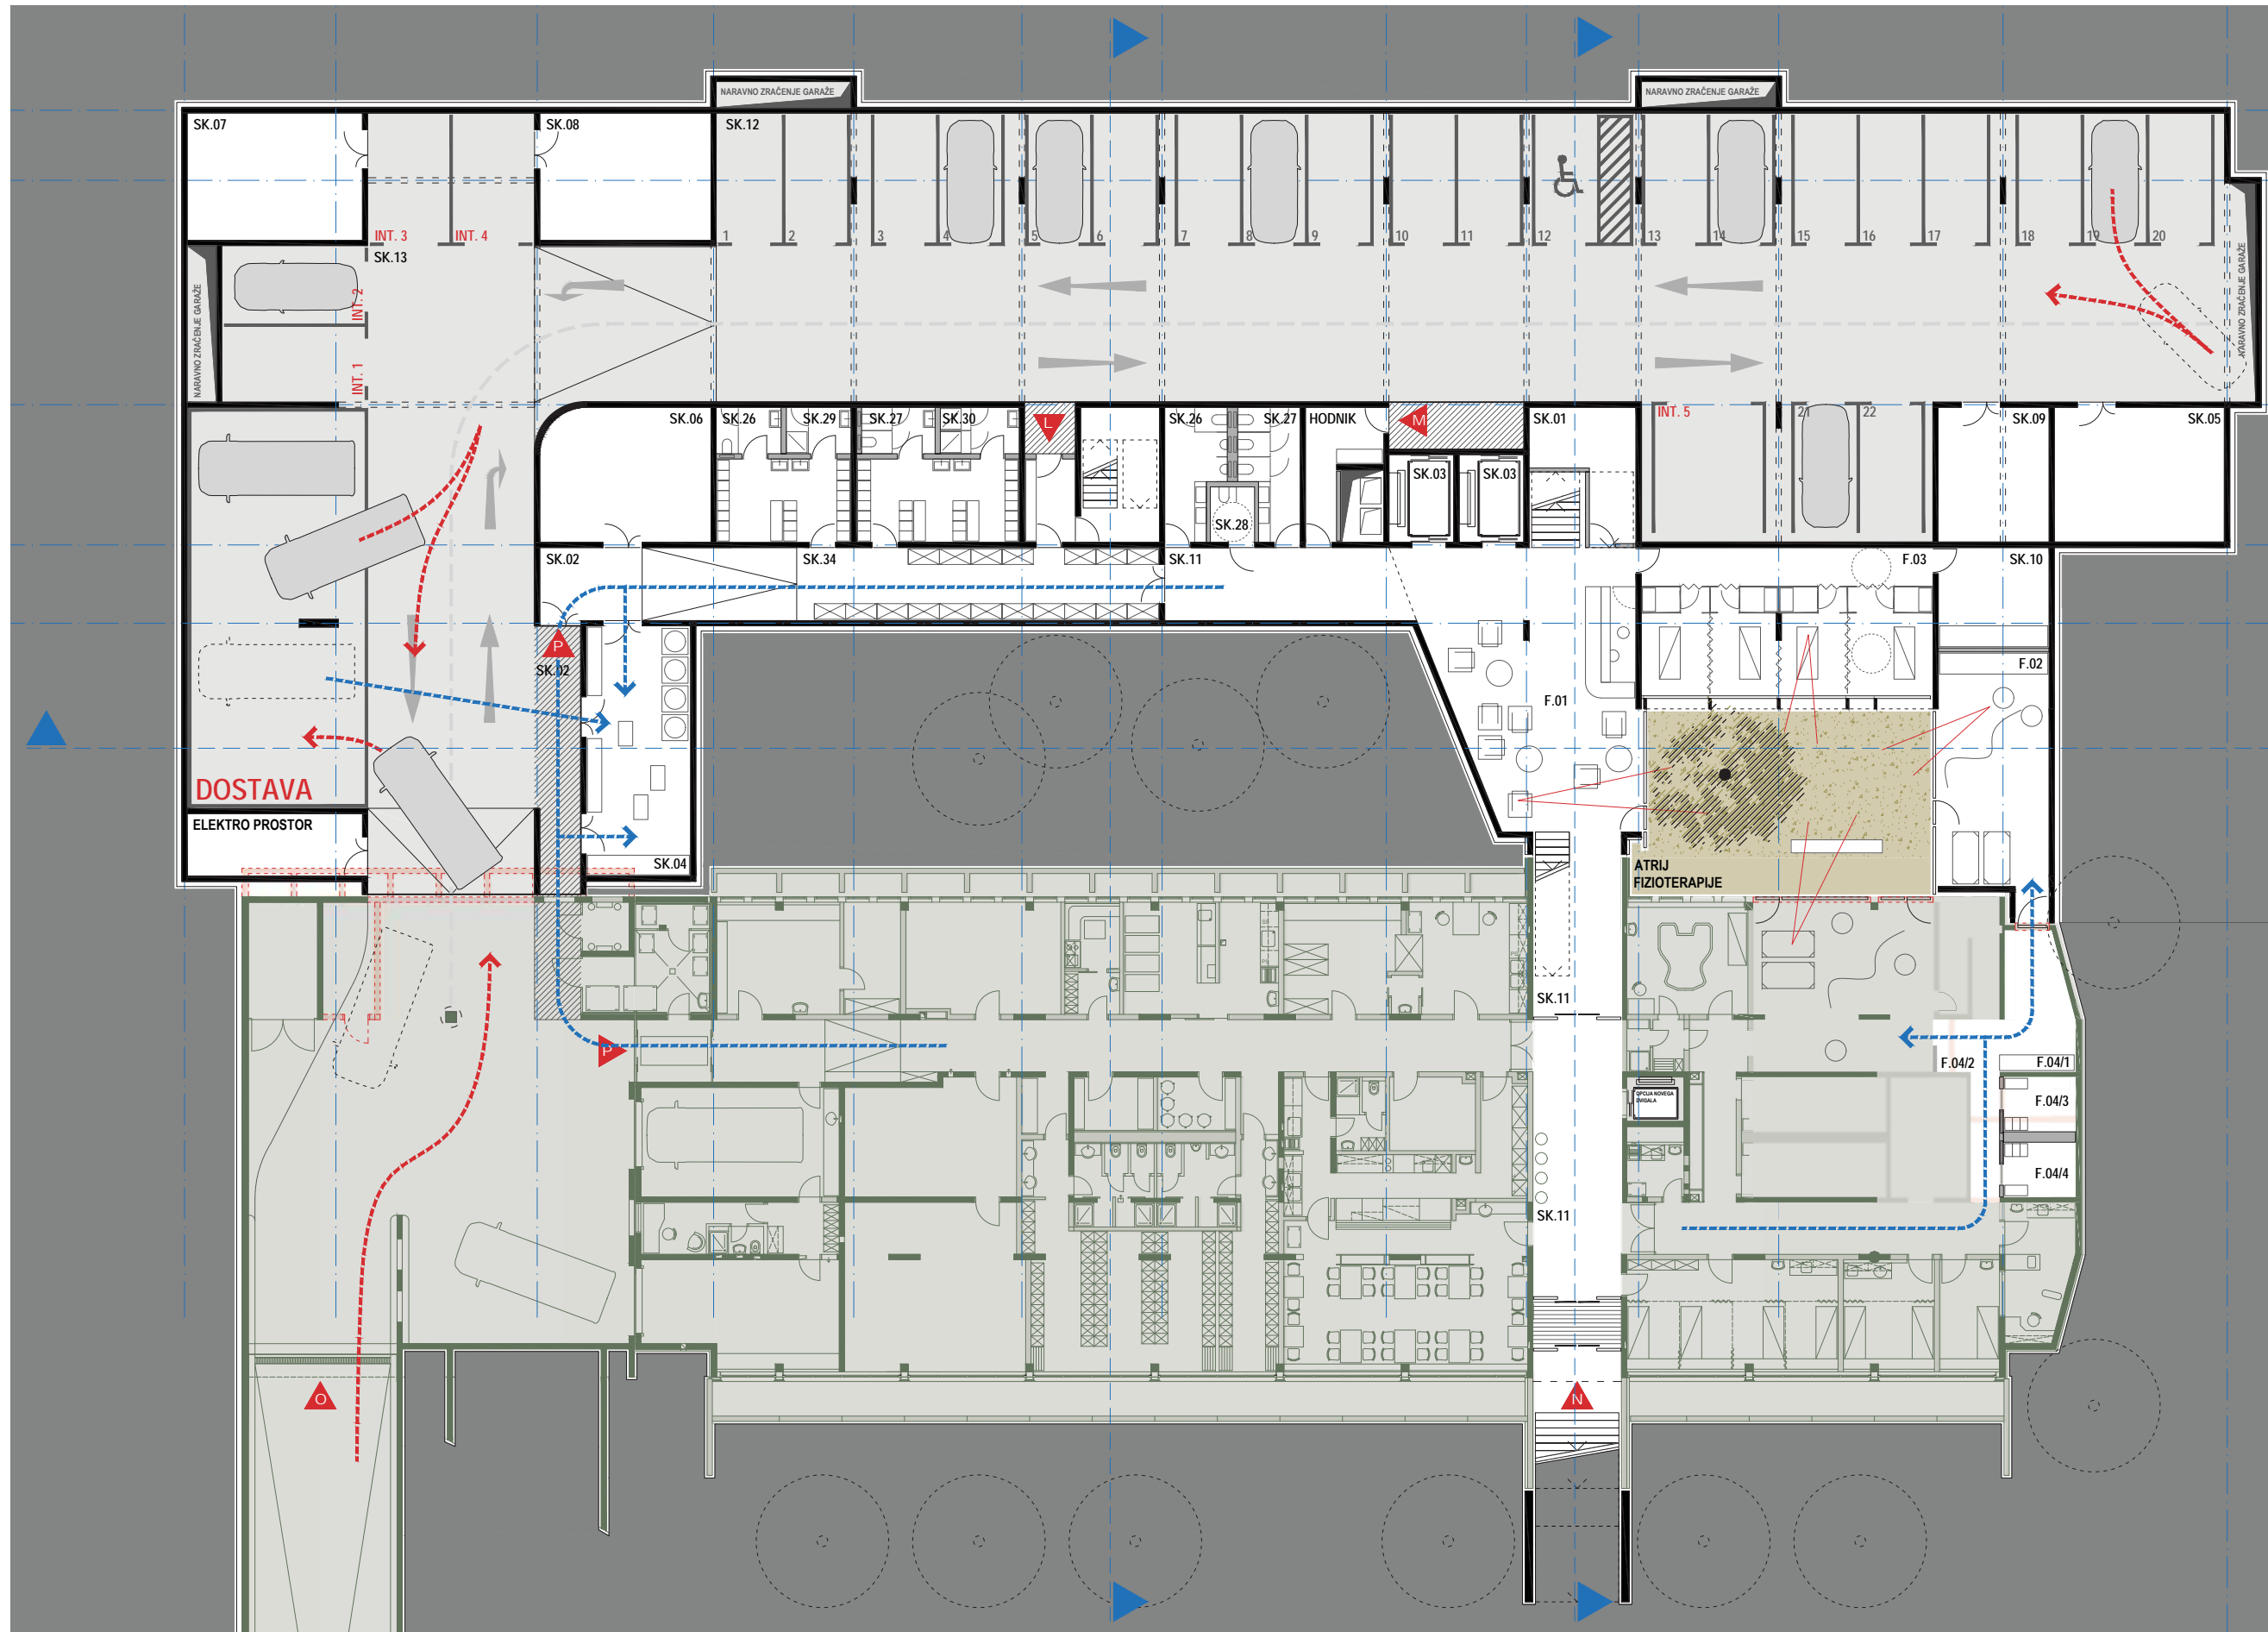 NARAVNO ZRAČENJE GARAŽE
NARAVNO ZRAČENJE GARAŽE
SK.07
SK.08
SK.12
INT. 3
INT. 4
1
2
3
4
5
6
7
8
9
10
11
12
13
14
15
16
17
18
19
20
SK.13
NARAVNO ZRAČENJE GARAŽE
INT. 2
INT. 1
NARAVNO ZRAČENJE GARAŽE
SK.06
SK.26
SK.29
SK.27
SK.30
L
SK.26
SK.27
HODNIK
M
SK.01
INT. 5
21
22
SK.09
SK.05
SK.03
SK.03
SK.28
SK.02
SK.34
SK.11
F.03
SK.10
P
SK.02
F.02
F.01
DOSTAVA
ELEKTRO PROSTOR
SK.04
ATRIJ
FIZIOTERAPIJE
SK.11
P
F.04/2
F.04/1
OPCIJA NOVEGA
DVIGALA
F.04/3
F.04/4
SK.11
O
N